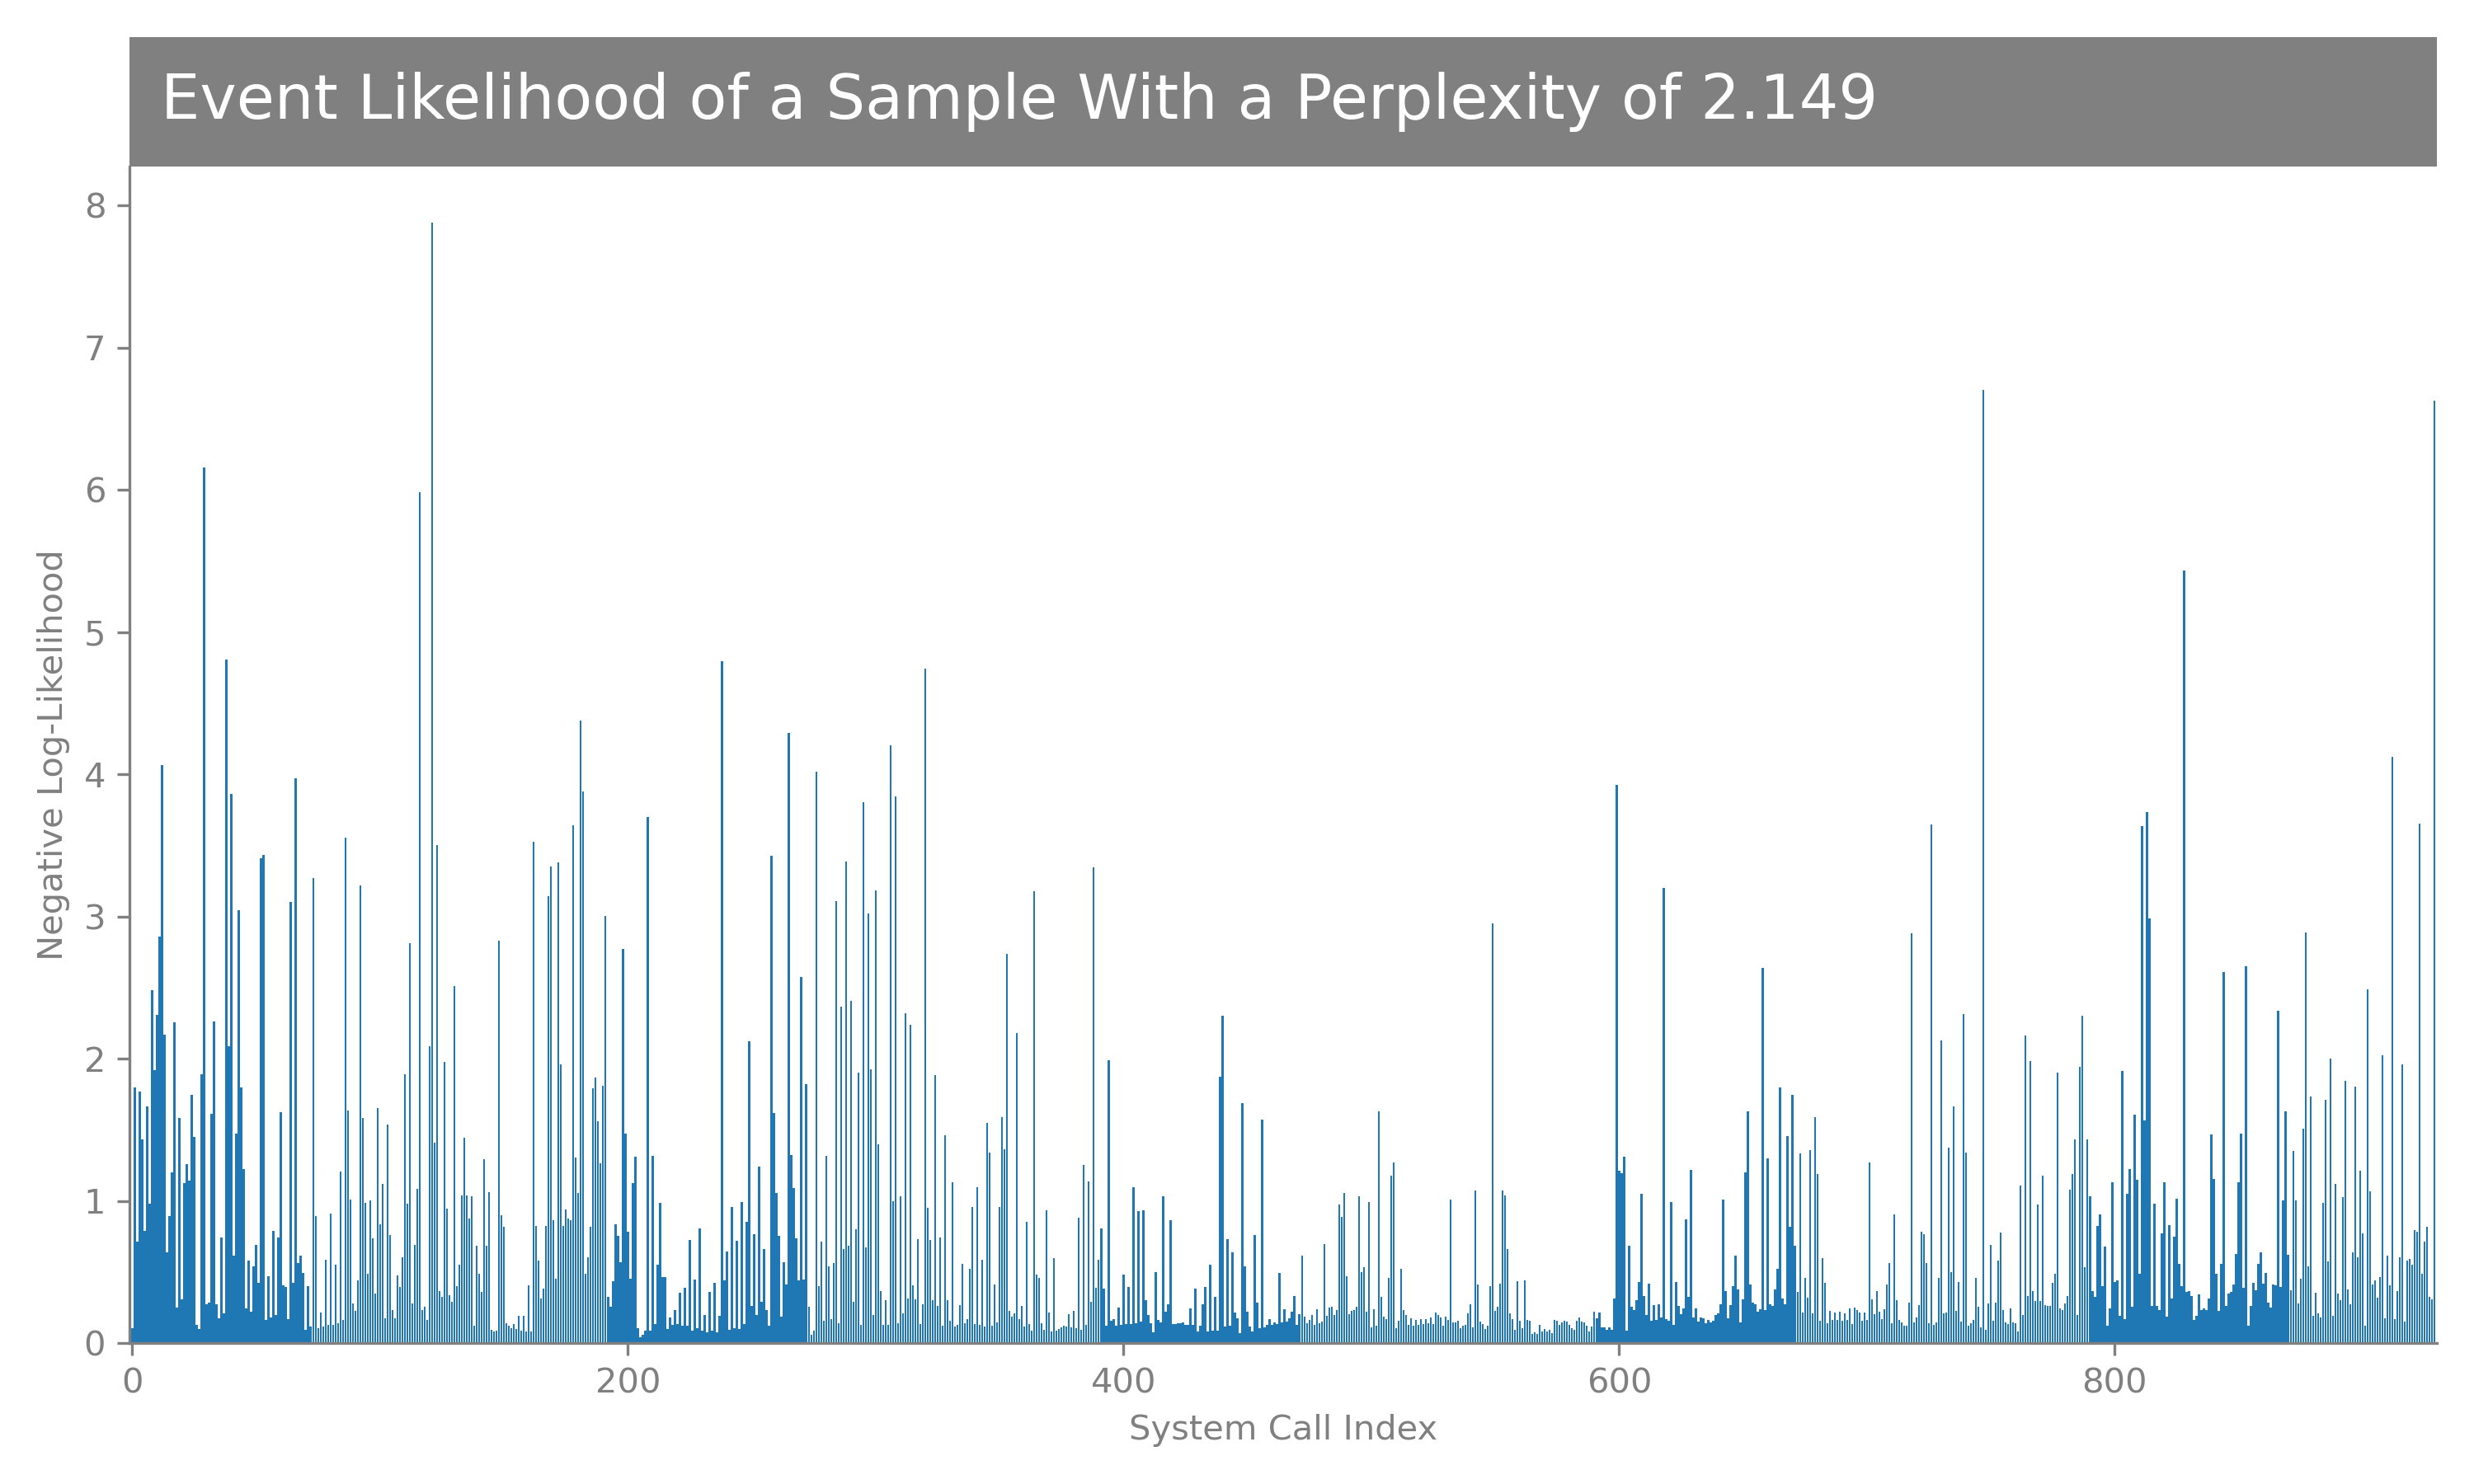 Event Likelihood of a Sample With a Perplexity of 2.149
8
7
6
5
4
3
2
1
0
Negative Log-Likelihood
0 200 400 600 800
System Call Index